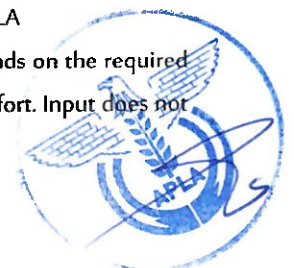 LA
nds on the required
fort. Input does not
APLA